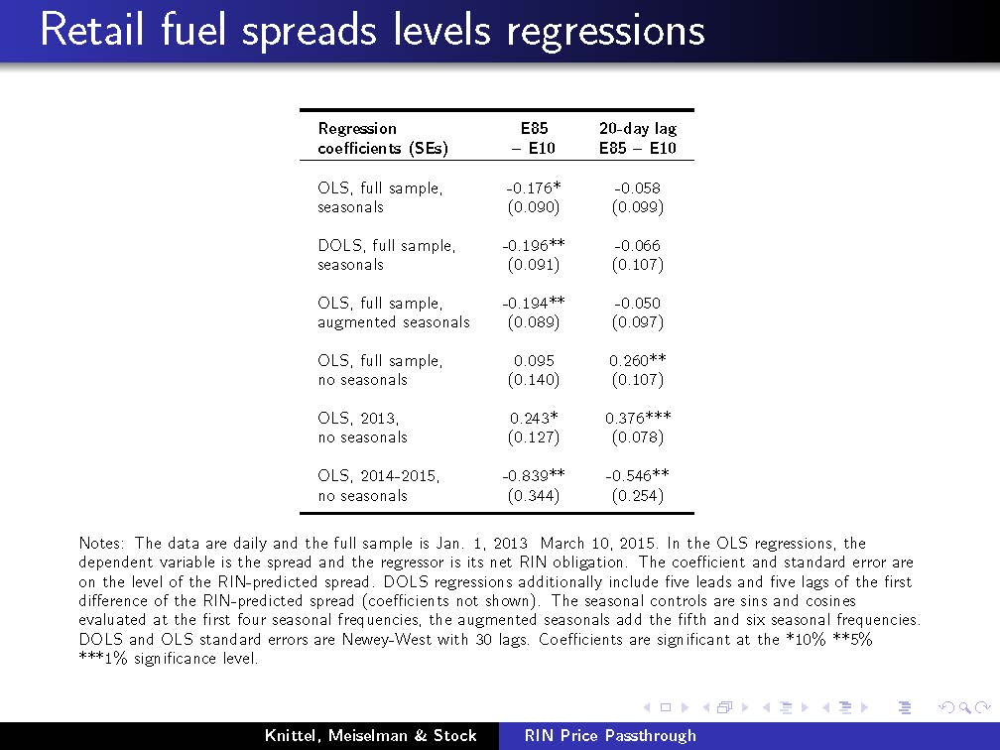 Retail fuel spreads levels regressions
Regression E85 20-day lag
coefficients (SEs) – E10 E85 – E10
OLS, full sample, -0.176* -0.058
seasonals (0.090) (0.099)
DOLS, full sample, -0.196** -0.066
seasonals (0.091) (0.107)
OLS, full sample, -0.194** -0.050
augmented seasonals (0.089) (0.097)
OLS, full sample, 0.095 0.260**
no seasonals (0.140) (0.107)
OLS, 2013, 0.243* 0.376***
no seasonals (0.127) (0.078)
OLS, 2014-2015, -0.839** -0.546**
no seasonals (0.344) (0.254)
Notes: The data are daily and the full sample is Jan. 1, 2013 March 10, 2015. In the OLS regressions, the
dependent variable is the spread and the regressor is its net RIN obligation. The coefficient and standard error are
on the level of the RIN-predicted spread. DOLS regressions additionally include five leads and five lags of the first
difference of the RIN-predicted spread (coefficients not shown). The seasonal controls are sins and cosines
evaluated at the first four seasonal frequencies, the augmented seasonals add the fifth and six seasonal frequencies.
DOLS and OLS standard errors are Newey-West with 30 lags. Coefficients are significant at the *10% **5%
***1% significance level.
Knittel, Meiselman & Stock RIN Price Passthrough